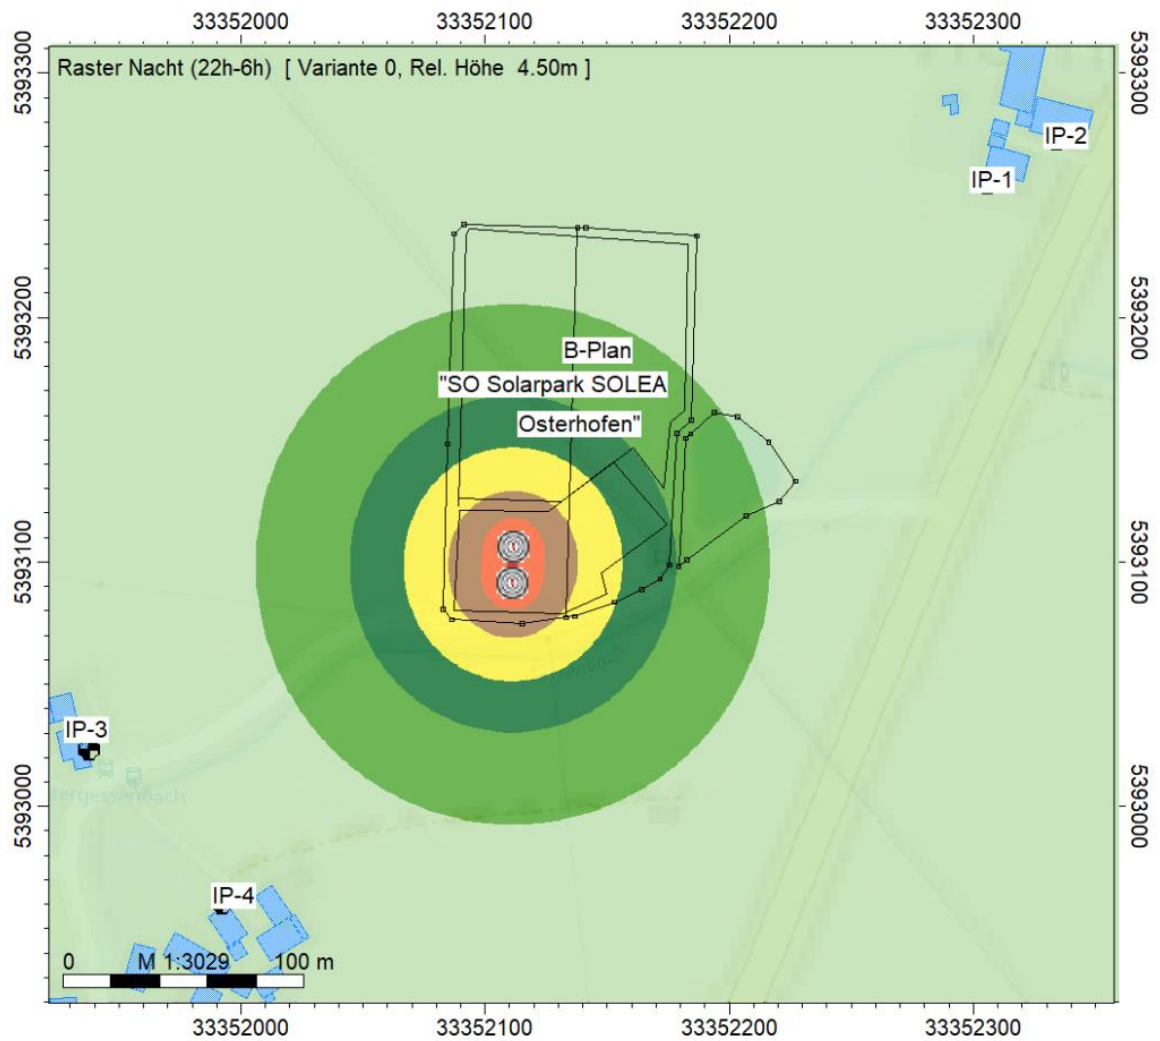 33352000 33352100 33352200 33352300
5393300
5393300
Raster Nacht (22h-6h) [ Variante 0, Rel. Höhe 4.50m ]
IP-2
IP-1
5393200
5393200
B-Plan
"SO Solarpark SOLEA
Osterhofen"
5393100
5393100
IP-3
5393000
5393000
IP-4
0 M 1:3029 100 m
33352000 33352100 33352200 33352300